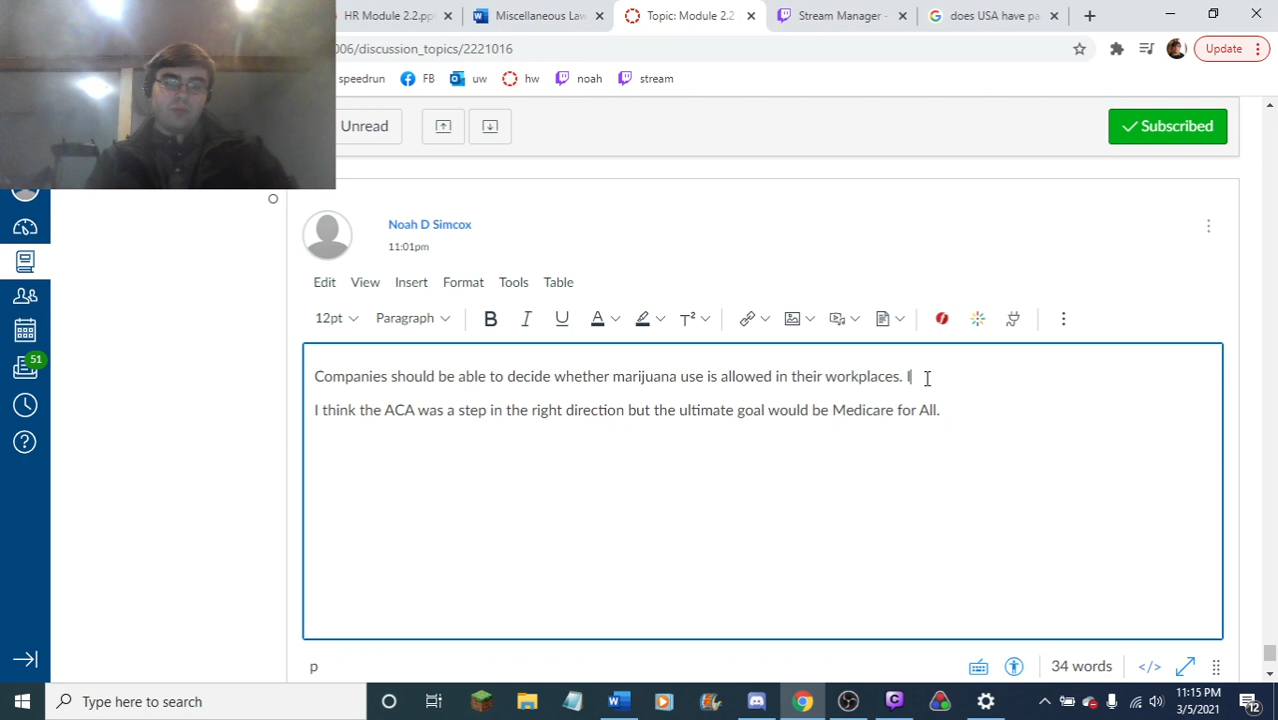 HR Module 2.2.pp
Miscellaneous Law
Topic: Module 2.2
Stream Manager -
does USA have pa
006/discussion_topics/2221016
Update
speedrun
FB
uw
hw
noah
stream
Unread
Subscribed
Noah D Simcox
11:01pm
Edit View Insert Format Tools Table
12pt Paragraph B I U A T²
Companies should be able to decide whether marijuana use is allowed in their workplaces. I
I think the ACA was a step in the right direction but the ultimate goal would be Medicare for All.
51
p
34 words
</>
Type here to search
11:15 PM
3/5/2021
12